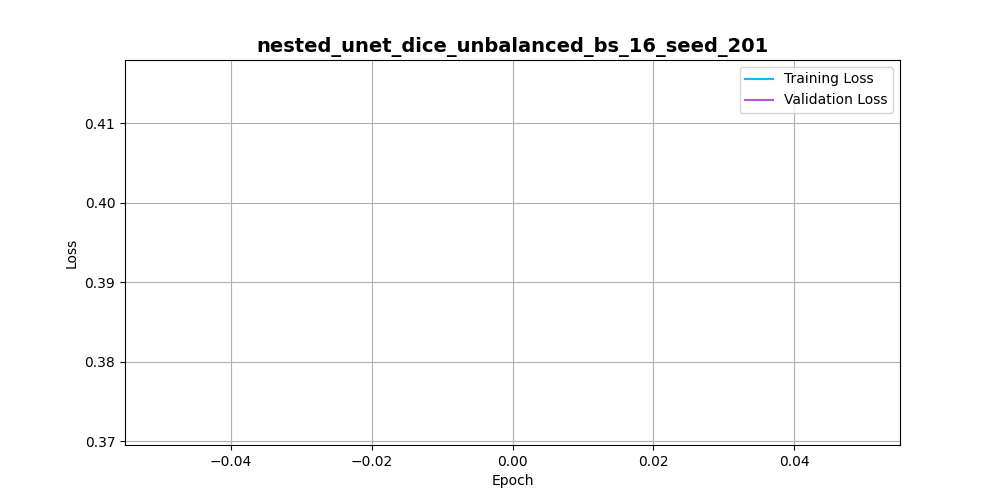 nested_unet_dice_unbalanced_bs_16_seed_201
Training Loss
Validation Loss
0.41
0.40
0.39
0.38
0.37
Loss
−0.04 −0.02 0.00 0.02 0.04
Epoch